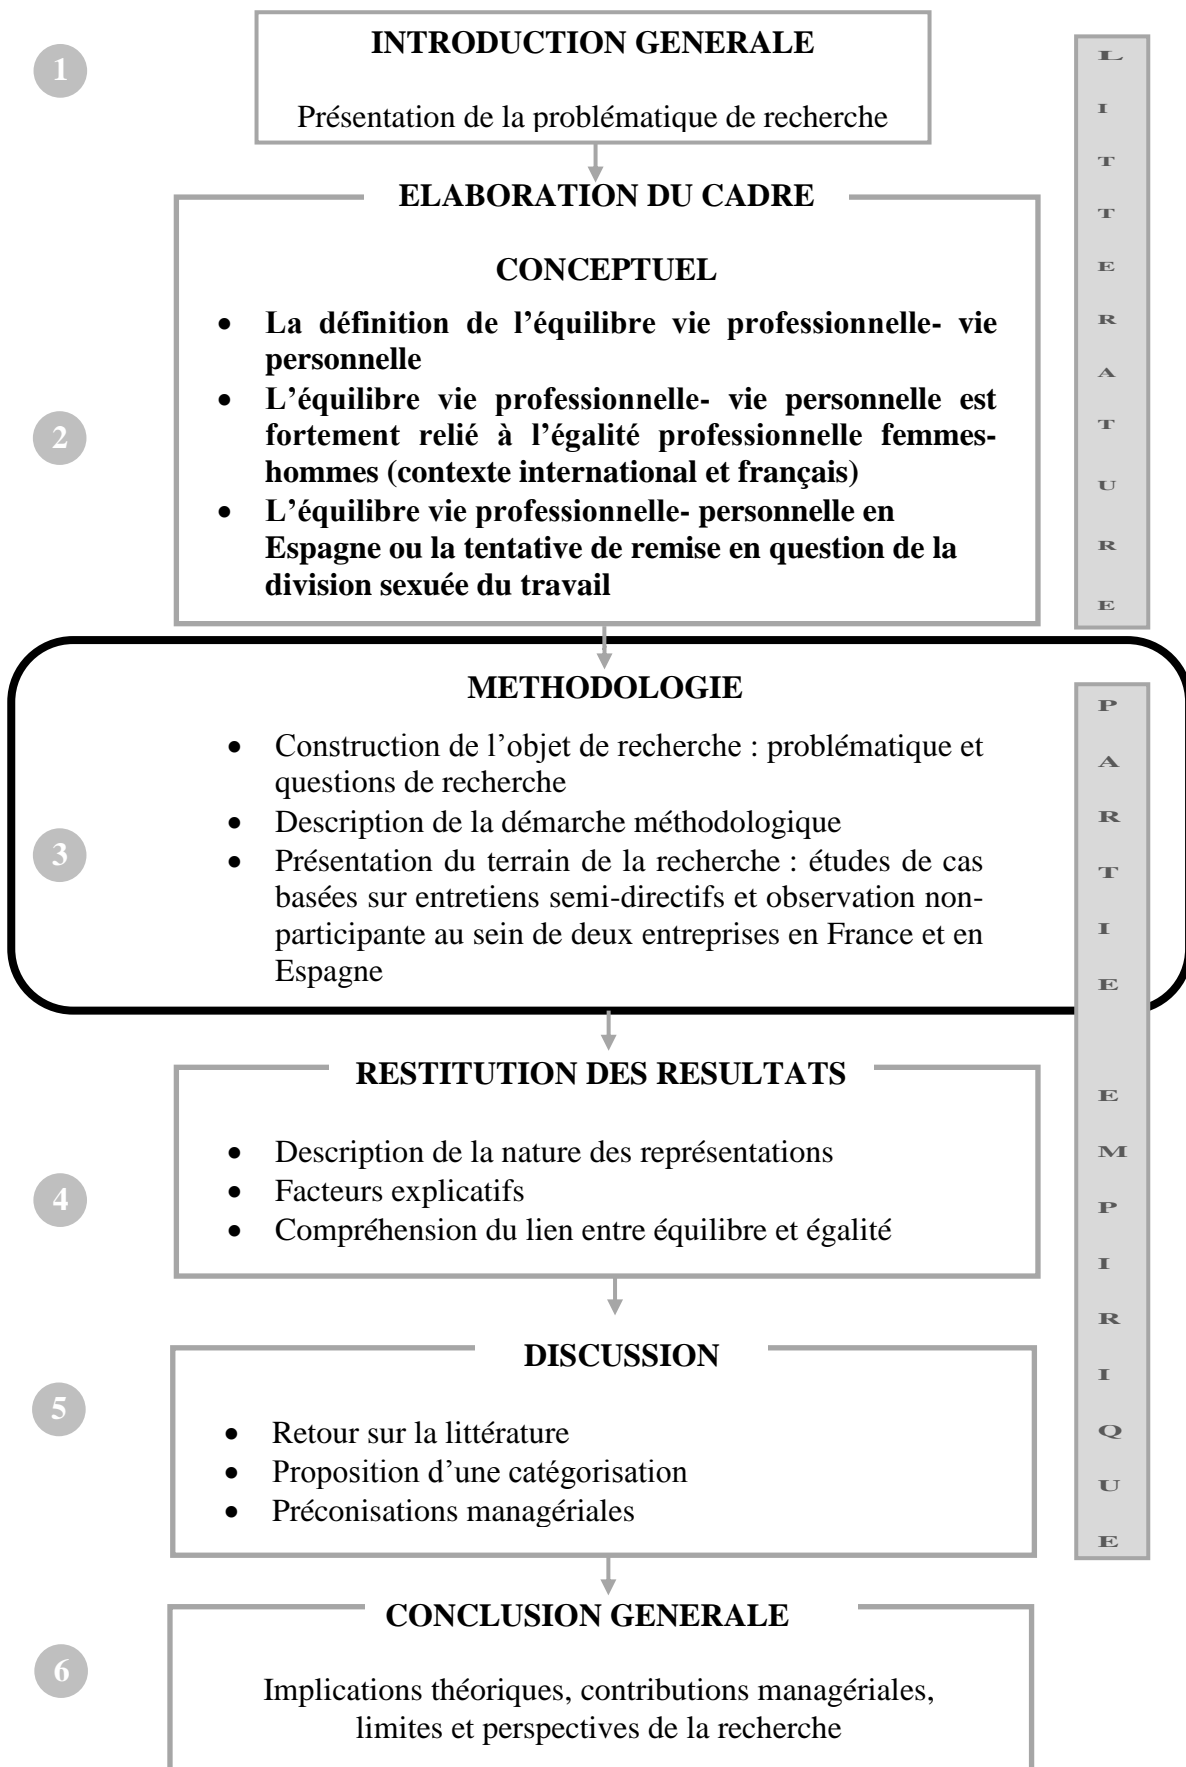 1
INTRODUCTION GENERALE
Présentation de la problématique de recherche
2
ELABORATION DU CADRE
CONCEPTUEL
• La définition de l’équilibre vie professionnelle- vie
personnelle
• L’équilibre vie professionnelle- vie personnelle est
fortement relié à l’égalité professionnelle femmes-
hommes (contexte international et français)
• L’équilibre vie professionnelle- personnelle en
Espagne ou la tentative de remise en question de la
division sexuée du travail
LITTERATURE
3
METHODOLOGIE
• Construction de l’objet de recherche : problématique et
questions de recherche
• Description de la démarche méthodologique
• Présentation du terrain de la recherche : études de cas
basées sur entretiens semi-directifs et observation non-
participante au sein de deux entreprises en France et en
Espagne
4
RESTITUTION DES RESULTATS
• Description de la nature des représentations
• Facteurs explicatifs
• Compréhension du lien entre équilibre et égalité
5
DISCUSSION
• Retour sur la littérature
• Proposition d’une catégorisation
• Préconisations managériales
PARTIE EMPIRIQUE
6
CONCLUSION GENERALE
Implications théoriques, contributions managériales,
limites et perspectives de la recherche